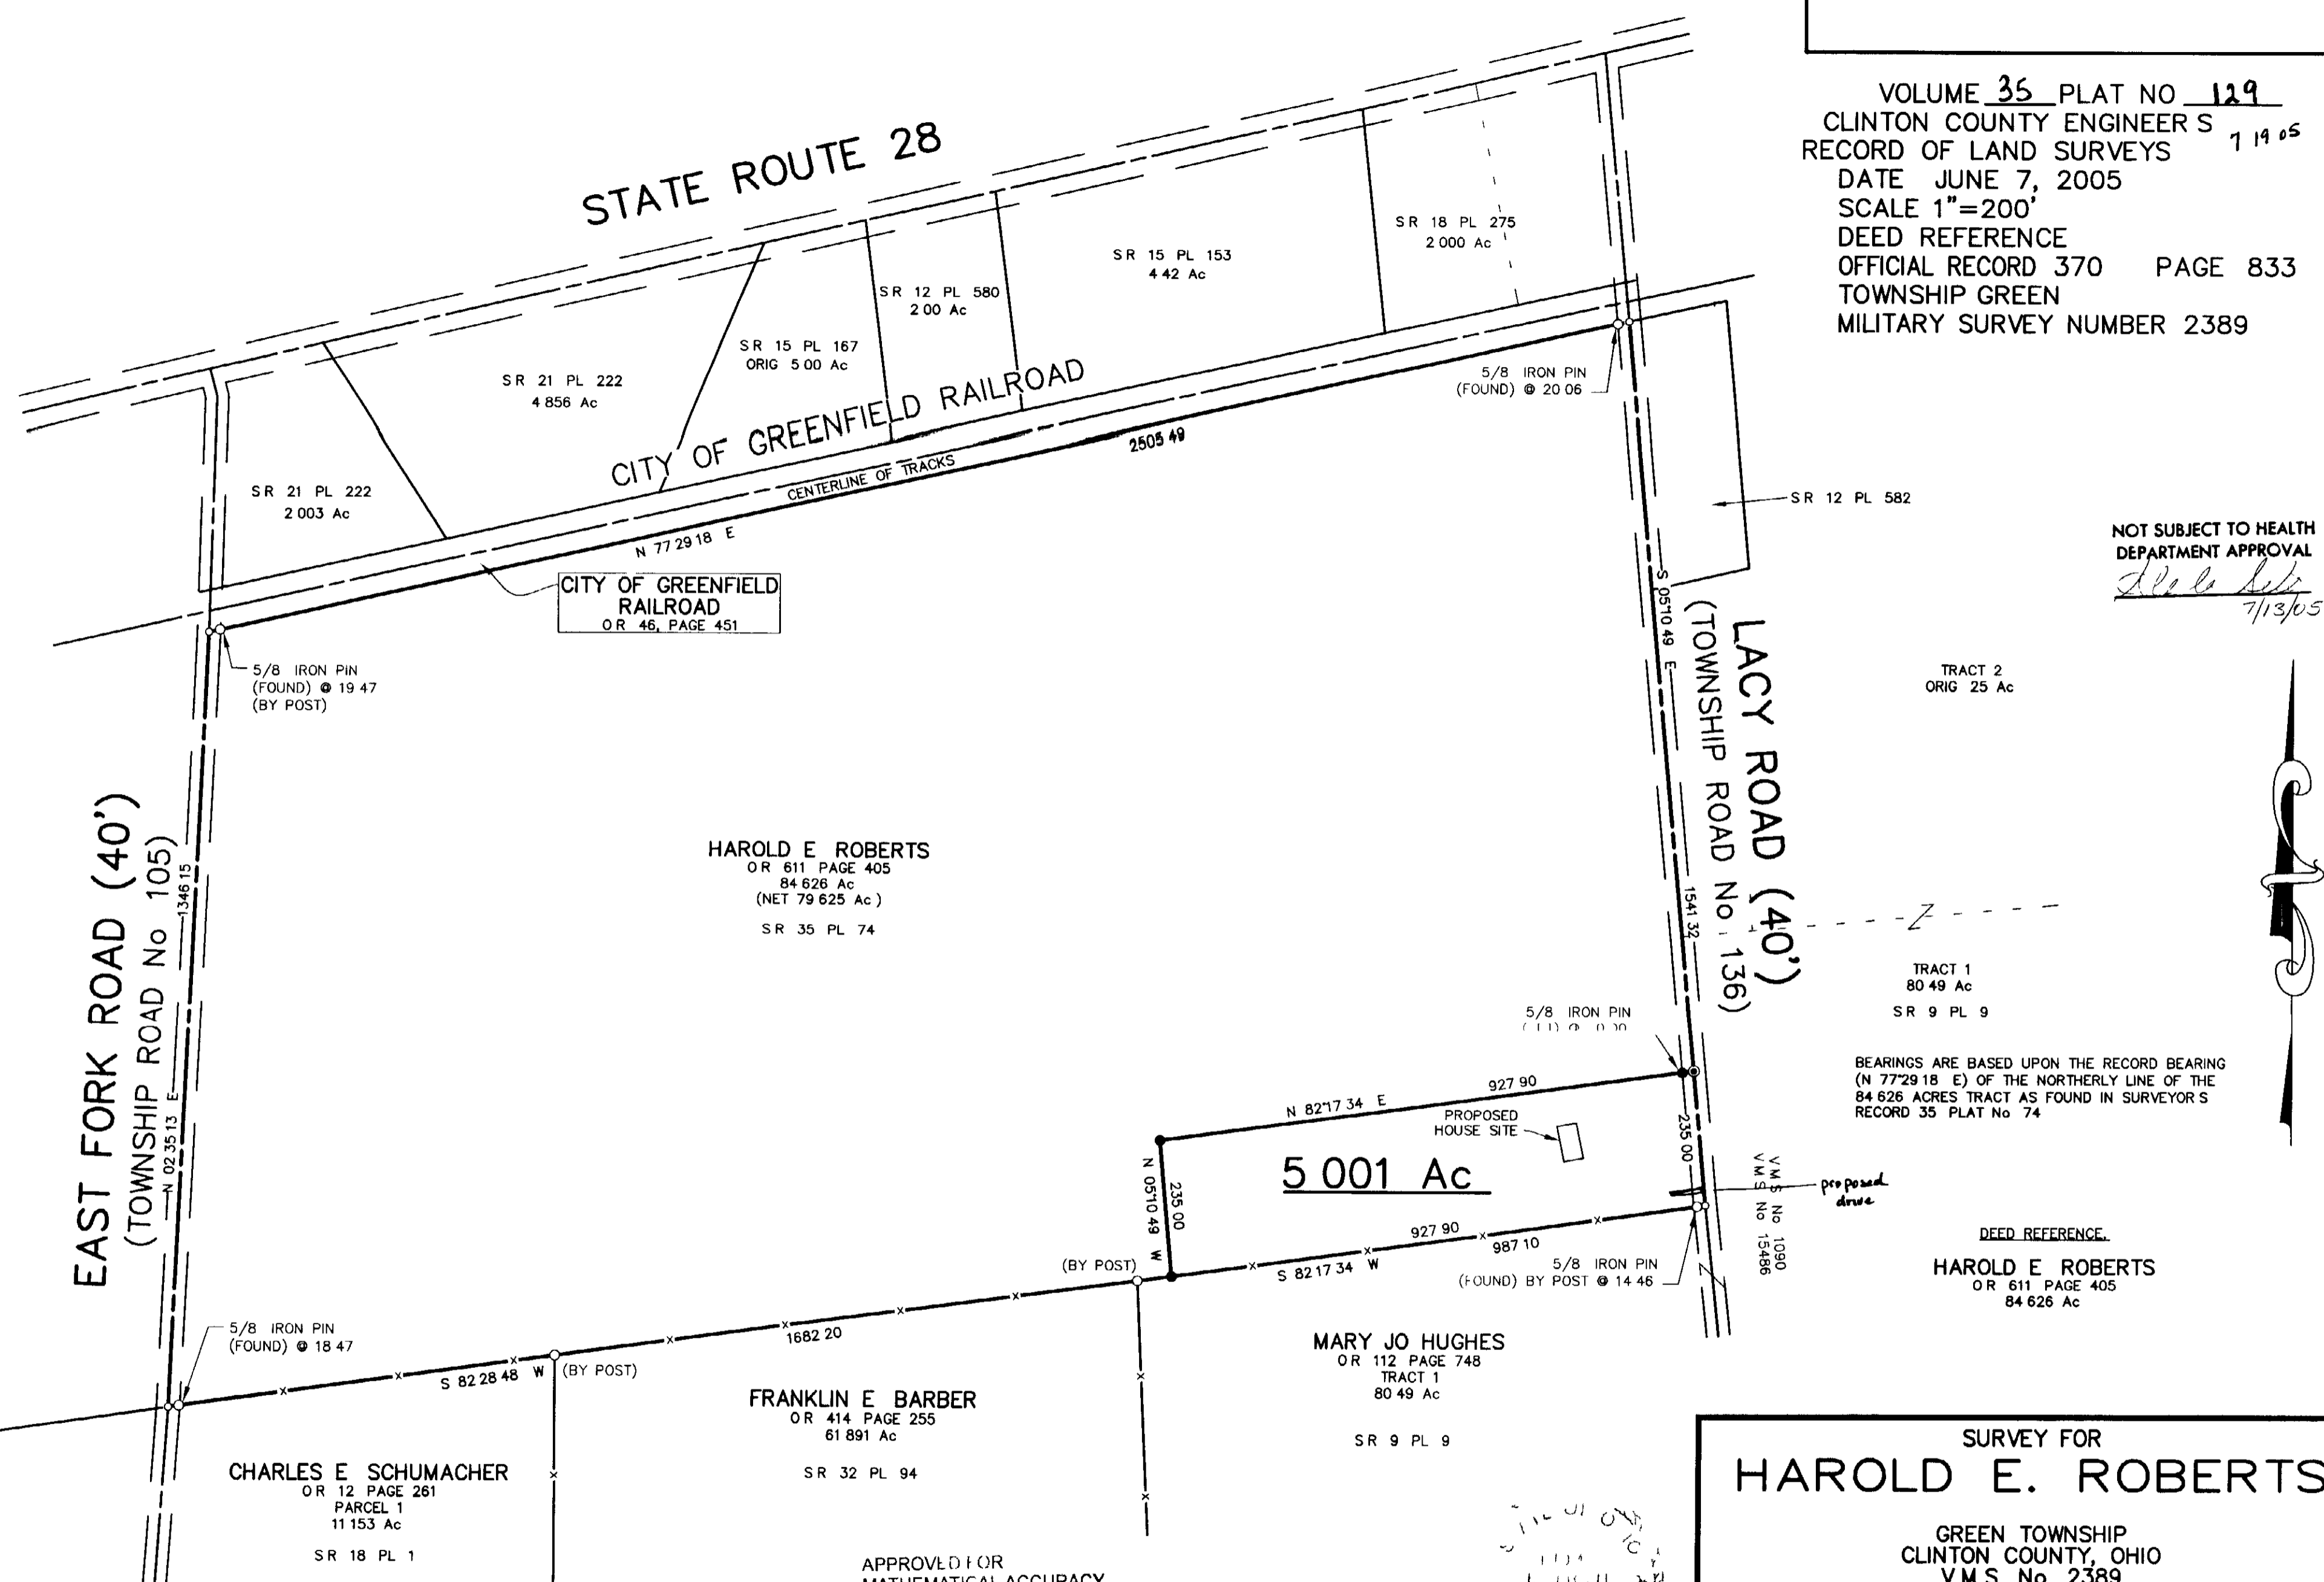 VOLUME 35 PLAT NO 129
CLINTON COUNTY ENGINEER S 7 19 05
RECORD OF LAND SURVEYS
DATE JUNE 7, 2005
SCALE 1"=200'
DEED REFERENCE
OFFICIAL RECORD 370 PAGE 833
TOWNSHIP GREEN
MILITARY SURVEY NUMBER 2389
STATE ROUTE 28
S R 18 PL 275
2 000 Ac
S R 15 PL 153
4 42 Ac
S R 12 PL 580
2 00 Ac
S R 15 PL 167
ORIG 5 00 Ac
S R 21 PL 222
4 856 Ac
S R 21 PL 222
2 003 Ac
CITY OF GREENFIELD RAILROAD
CENTERLINE OF TRACKS
2505 49
N 77 29 18 E
5/8 IRON PIN
(FOUND) @ 20 06
S R 12 PL 582
NOT SUBJECT TO HEALTH
DEPARTMENT APPROVAL
7/13/05
CITY OF GREENFIELD
RAILROAD
O R 46, PAGE 451
5/8 IRON PIN
(FOUND) @ 19 47
(BY POST)
S 05°10 49 E
LACY ROAD (40')
(TOWNSHIP ROAD No 136)
1541 32
TRACT 2
ORIG 25 Ac
EAST FORK ROAD (40')
(TOWNSHIP ROAD No 105)
1346 15
N 02 35 13 E
HAROLD E ROBERTS
O R 611 PAGE 405
84 626 Ac
(NET 79 625 Ac )
S R 35 PL 74
Z
TRACT 1
80 49 Ac
S R 9 PL 9
5/8 IRON PIN
BEARINGS ARE BASED UPON THE RECORD BEARING
(N 77°29 18 E) OF THE NORTHERLY LINE OF THE
84 626 ACRES TRACT AS FOUND IN SURVEYOR S
RECORD 35 PLAT No 74
N 82°17 34 E
927 90
PROPOSED
HOUSE SITE
235 00
5 001 Ac
N 05°10 49 W
235 00
V M S No 1090
V M S No 15486
proposed
drive
927 90
987 10
S 82 17 34 W
(BY POST)
5/8 IRON PIN
(FOUND) BY POST @ 14 46
Z
DEED REFERENCE.
HAROLD E ROBERTS
O R 611 PAGE 405
84 626 Ac
5/8 IRON PIN
(FOUND) @ 18 47
1682 20
S 82 28 48 W
(BY POST)
MARY JO HUGHES
O R 112 PAGE 748
TRACT 1
80 49 Ac
S R 9 PL 9
FRANKLIN E BARBER
O R 414 PAGE 255
61 891 Ac
S R 32 PL 94
CHARLES E SCHUMACHER
O R 12 PAGE 261
PARCEL 1
11 153 Ac
S R 18 PL 1
APPROVED FOR
MATHEMATICAL ACCURACY
SURVEY FOR
HAROLD E. ROBERTS
GREEN TOWNSHIP
CLINTON COUNTY, OHIO
V M S No 2389